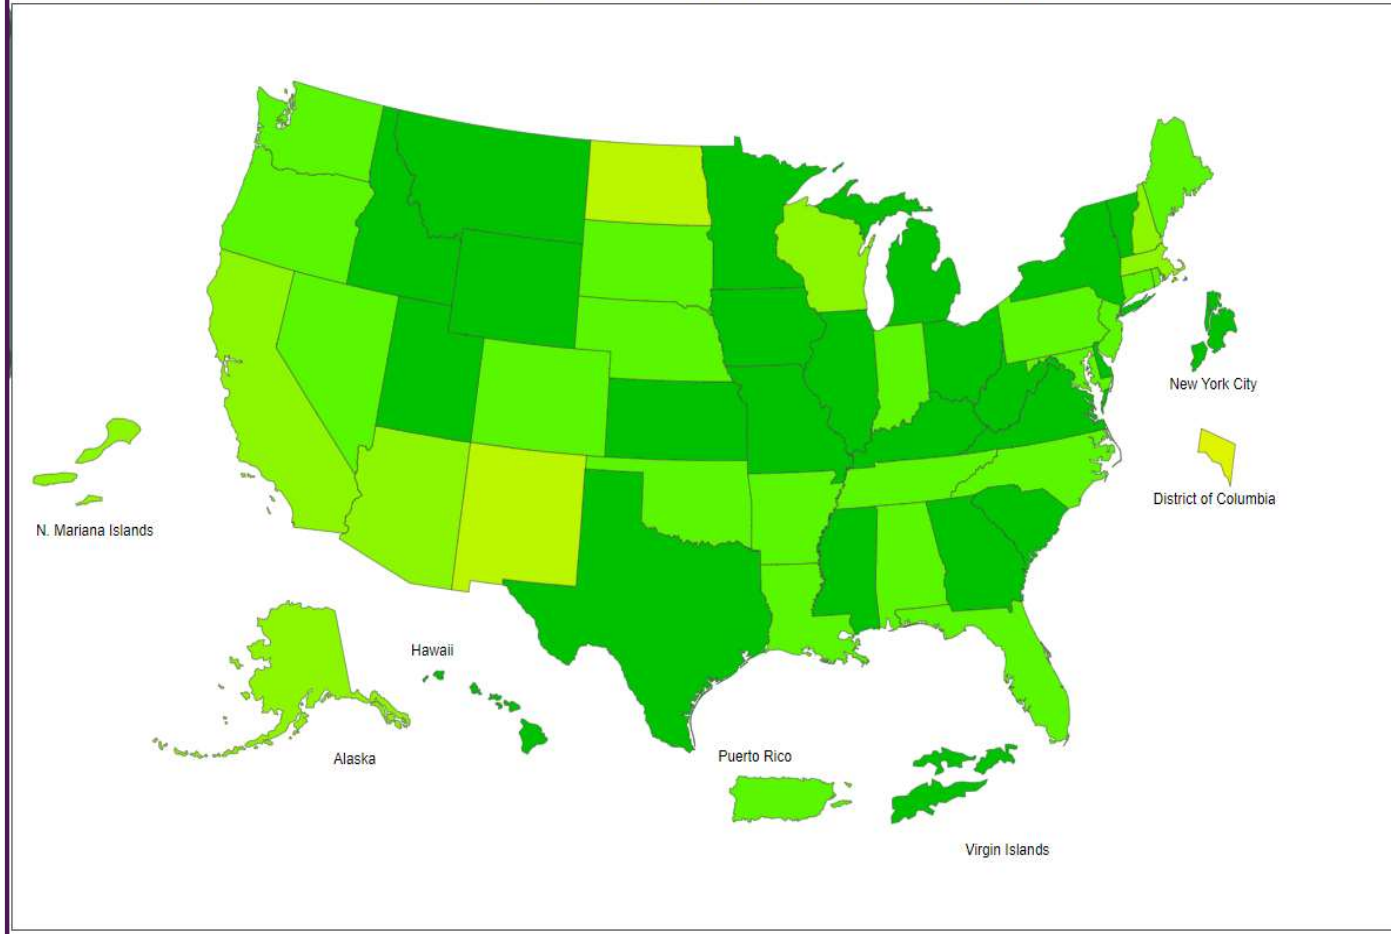 New York City
District of Columbia
N. Mariana Islands
Hawaii
Alaska
Puerto Rico
Virgin Islands